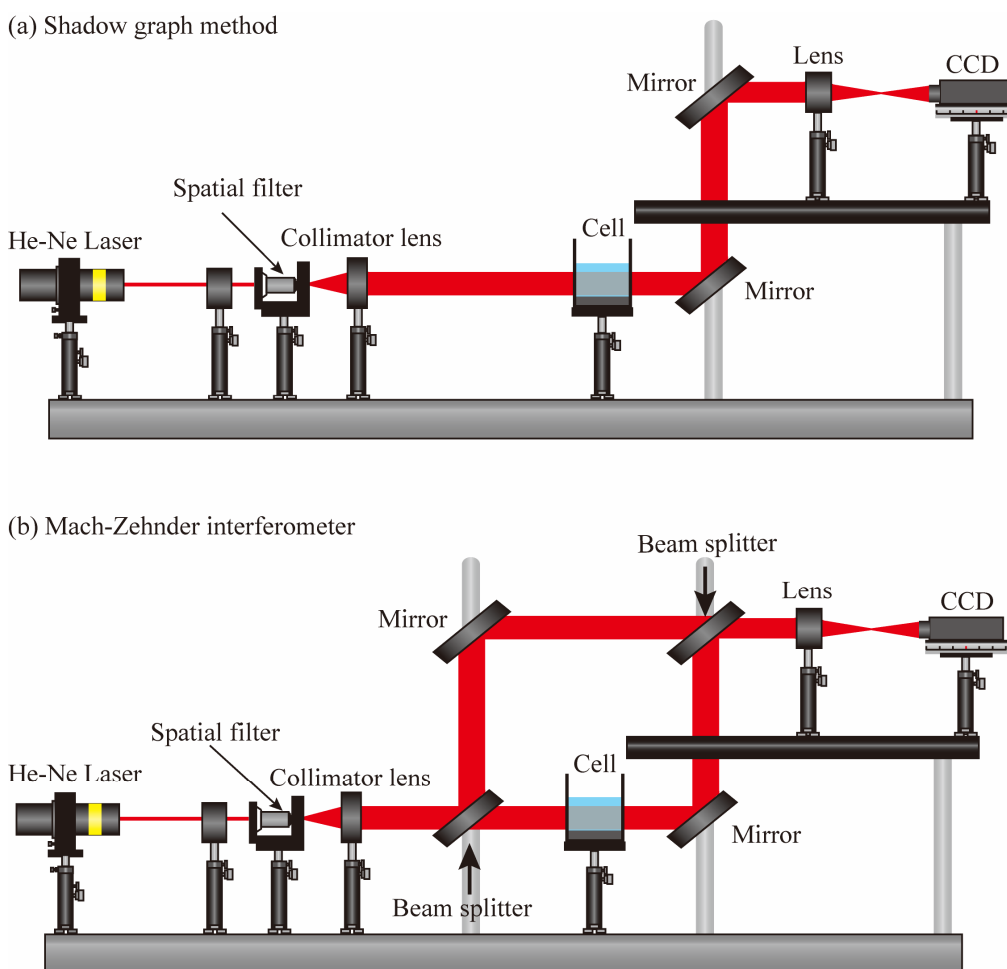 (a) Shadow graph method
Lens
CCD
Mirror
Spatial filter
He-Ne Laser
Collimator lens
Cell
Mirror
(b) Mach-Zehnder interferometer
Beam splitter
Lens
CCD
Mirror
Spatial filter
He-Ne Laser
Collimator lens
Cell
Mirror
Beam splitter